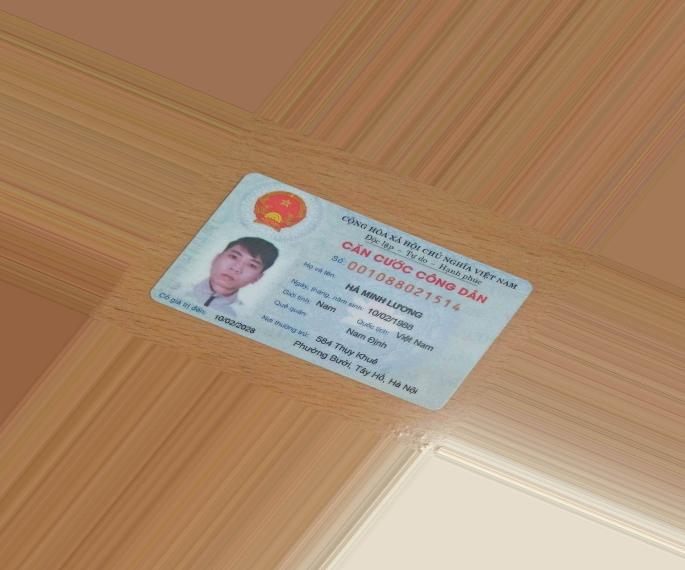 CỘNG HÒA XÃ HỘI CHỦ NGHĨA VIỆT NAM
Độc lập - Tự do - Hạnh phúc
CĂN CƯỚC CÔNG DÂN
Số: 001088021514
Họ và tên:
HÀ MINH LƯƠNG
Ngày, tháng, năm sinh: 10/02/1988
Giới tính: Nam Quốc tịch: Việt Nam
Quê quán:
Nam Định
Nơi thường trú: 584 Thụy Khuê
Phường Bưởi, Tây Hồ, Hà Nội
Có giá trị đến: 10/02/2028